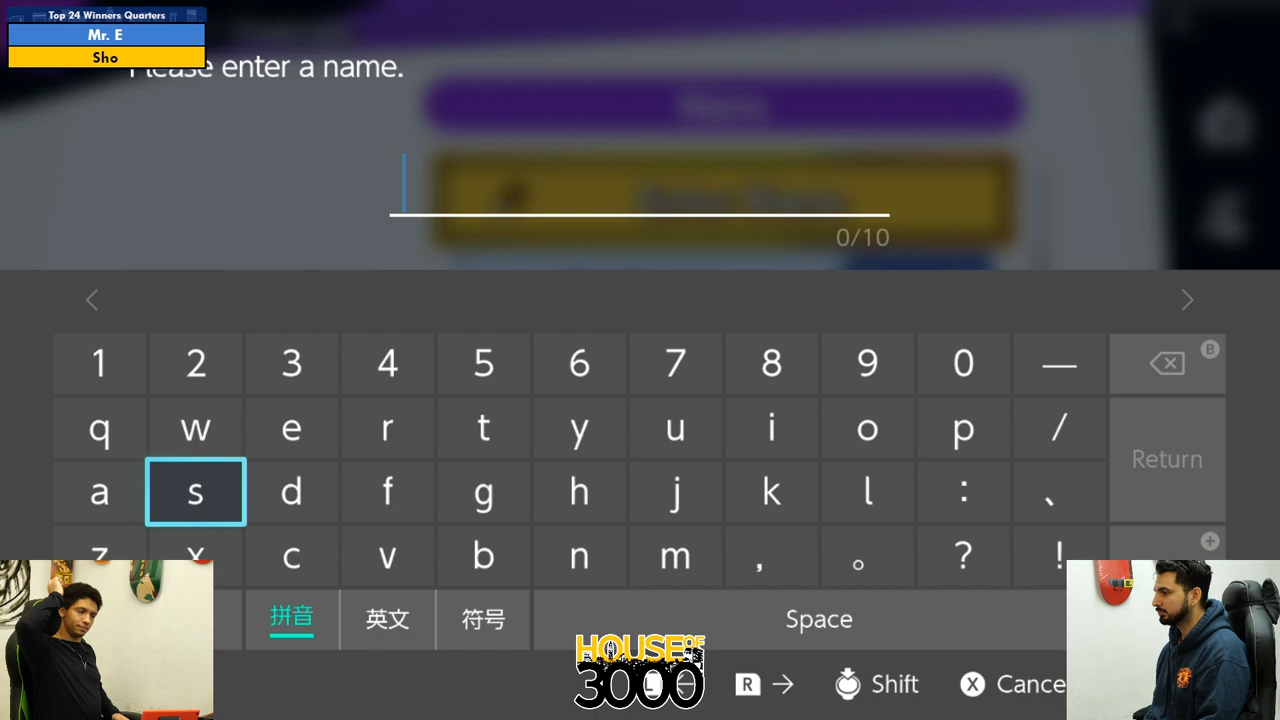 Top 24 Winners Quarters
Mr. E
Sho
Please enter a name.
0/10
1 2 3 4 5 6 7 8 9 0 —
B
q w e r t y u i o p /
Return
a s d f g h j k l : 、
z x c v b n m , 。 ? !
+
拼音 英文 符号 Space
HOUSE OF
3000
L R → Shift X Cance